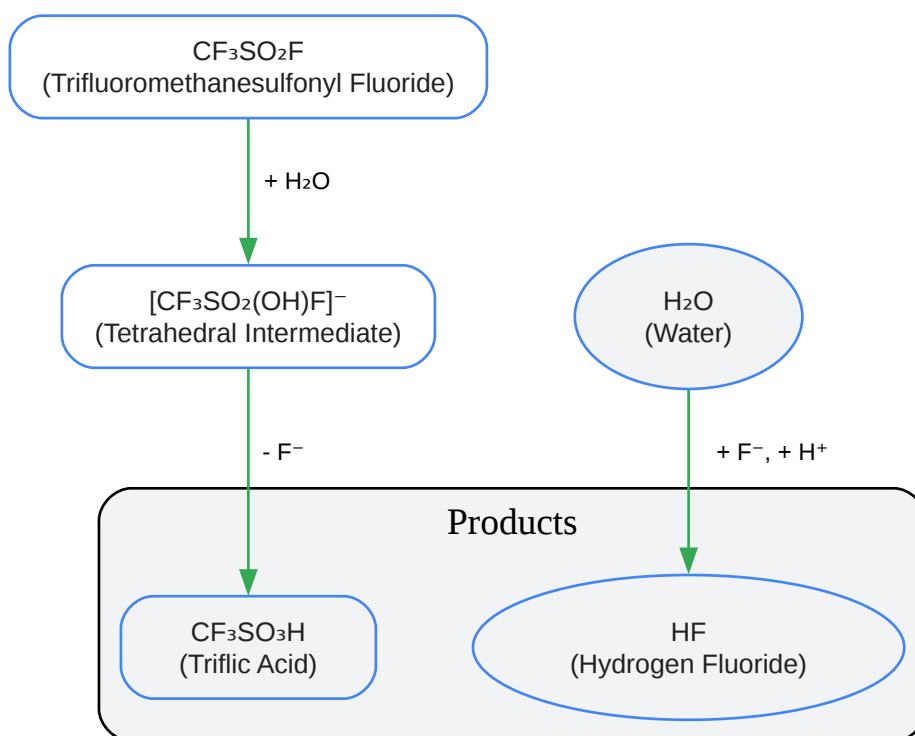 CF₃SO₂F
(Trifluoromethanesulfonyl Fluoride)
+ H₂O
[CF₃SO₂(OH)F]⁻
(Tetrahedral Intermediate)
H₂O
(Water)
- F⁻
+ F⁻, + H⁺
Products
CF₃SO₃H
(Triflic Acid)
HF
(Hydrogen Fluoride)